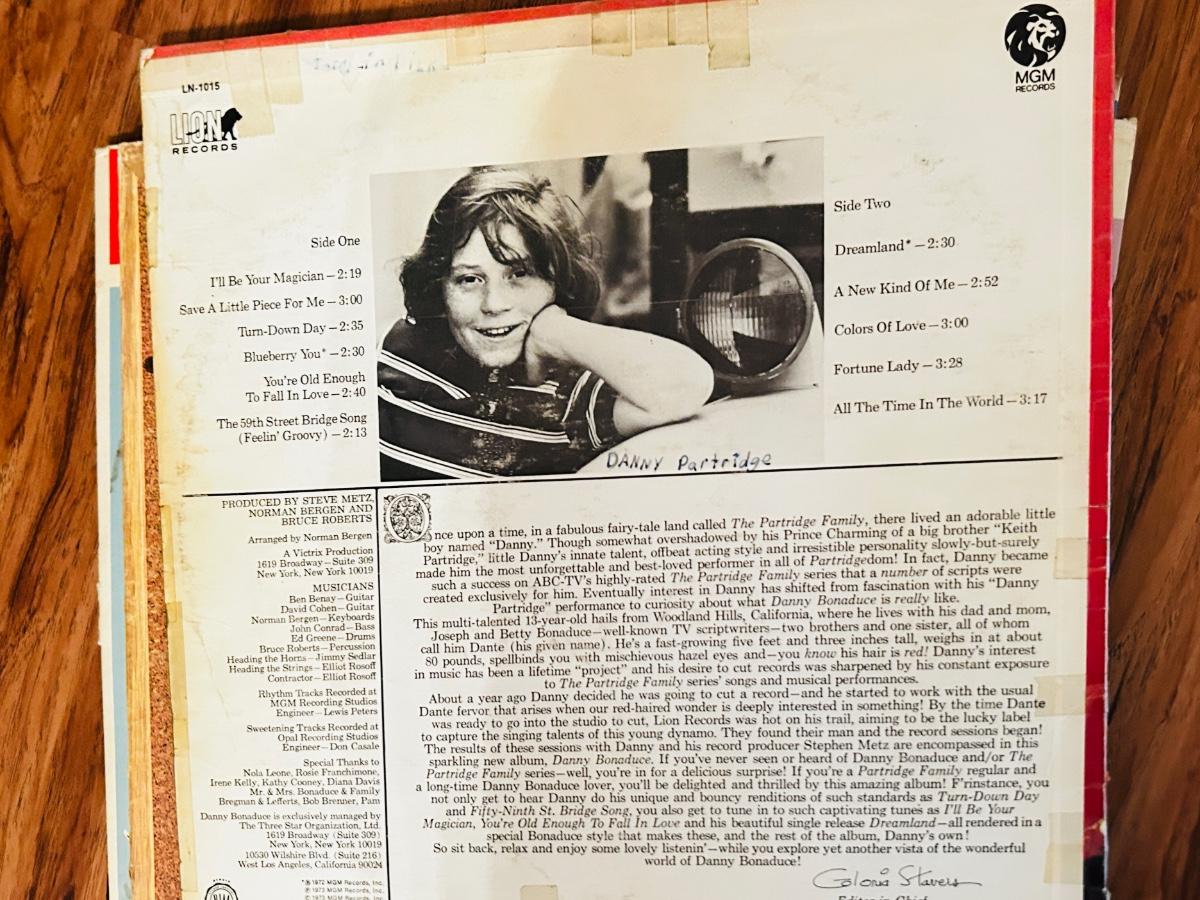 LN-1015
LION
RECORDS
MGM
RECORDS
Side One
I'll Be Your Magician – 2:19
Save A Little Piece For Me – 3:00
Turn-Down Day – 2:35
Blueberry You* – 2:30
You're Old Enough
To Fall In Love – 2:40
The 59th Street Bridge Song
(Feelin' Groovy) – 2:13
Side Two
Dreamland* – 2:30
A New Kind Of Me – 2:52
Colors Of Love – 3:00
Fortune Lady – 3:28
All The Time In The World – 3:17
DANNY Partridge
PRODUCED BY STEVE METZ,
NORMAN BERGEN AND
BRUCE ROBERTS
Arranged by Norman Bergen
A Victrix Production
1619 Broadway – Suite 309
New York, New York 10019
MUSICIANS
Ben Benay – Guitar
David Cohen – Guitar
Norman Bergen – Keyboards
John Conrad – Bass
Ed Greene – Drums
Bruce Roberts – Percussion
Heading the Horns – Jimmy Sedlar
Heading the Strings – Elliot Rosoff
Contractor – Elliot Rosoff
Rhythm Tracks Recorded at
MGM Recording Studios
Engineer – Lewis Peters
Sweetening Tracks Recorded at
Opal Recording Studios
Engineer – Don Casale
Special Thanks to
Nola Leone, Rosie Franchimone,
Irene Kelly, Kathy Cooney, Diana Davis
Mr. & Mrs. Bonaduce & Family
Bregman & Lefferts, Bob Brenner, Pam
Danny Bonaduce is exclusively managed by
The Three Star Organization, Ltd.
1619 Broadway (Suite 309)
New York, New York 10019
10530 Wilshire Blvd. (Suite 216)
West Los Angeles, California 90024
*℗ 1972 MGM Records, Inc.
℗ 1973 MGM Records, Inc.
© 1973 MGM Records, Inc.
Once upon a time, in a fabulous fairy-tale land called The Partridge Family, there lived an adorable little
boy named "Danny." Though somewhat overshadowed by his Prince Charming of a big brother "Keith
Partridge," little Danny's innate talent, offbeat acting style and irresistible personality slowly-but-surely
made him the most unforgettable and best-loved performer in all of Partridgedom! In fact, Danny became
such a success on ABC-TV's highly-rated The Partridge Family series that a number of scripts were
created exclusively for him. Eventually interest in Danny has shifted from fascination with his "Danny
Partridge" performance to curiosity about what Danny Bonaduce is really like.
This multi-talented 13-year-old hails from Woodland Hills, California, where he lives with his dad and mom,
Joseph and Betty Bonaduce – well-known TV scriptwriters – two brothers and one sister, all of whom
call him Dante (his given name). He's a fast-growing five feet and three inches tall, weighs in at about
80 pounds, spellbinds you with mischievous hazel eyes and – you know his hair is red! Danny's interest
in music has been a lifetime "project" and his desire to cut records was sharpened by his constant exposure
to The Partridge Family series' songs and musical performances.
About a year ago Danny decided he was going to cut a record – and he started to work with the usual
Dante fervor that arises when our red-haired wonder is deeply interested in something! By the time Dante
was ready to go into the studio to cut, Lion Records was hot on his trail, aiming to be the lucky label
to capture the singing talents of this young dynamo. They found their man and the record sessions began!
The results of these sessions with Danny and his record producer Stephen Metz are encompassed in this
sparkling new album, Danny Bonaduce. If you've never seen or heard of Danny Bonaduce and/or The
Partridge Family series – well, you're in for a delicious surprise! If you're a Partridge Family regular and
a long-time Danny Bonaduce lover, you'll be delighted and thrilled by this amazing album! F'rinstance, you
not only get to hear Danny do his unique and bouncy renditions of such standards as Turn-Down Day
and Fifty-Ninth St. Bridge Song, you also get to tune in to such captivating tunes as I'll Be Your
Magician, You're Old Enough To Fall In Love and his beautiful single release Dreamland – all rendered in a
special Bonaduce style that makes these, and the rest of the album, Danny's own!
So sit back, relax and enjoy some lovely listenin' – while you explore yet another vista of the wonderful
world of Danny Bonaduce!
Gloria Stavers
Editor-in-Chief